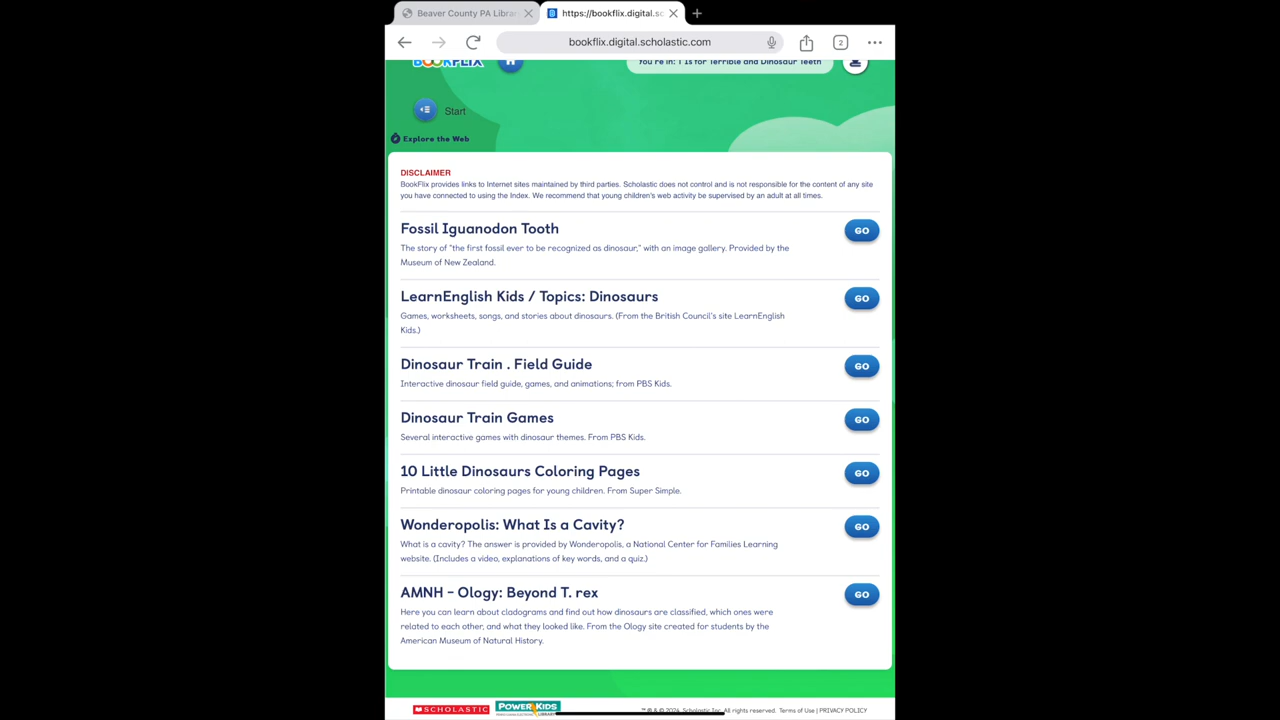 Beaver County PA Librar
https://bookflix.digital.sc
bookflix.digital.scholastic.com
2
BOOKFLIX
You're in: T Is for Terrible and Dinosaur Teeth
Start
Explore the Web
DISCLAIMER
BookFlix provides links to Internet sites maintained by third parties. Scholastic does not control and is not responsible for the content of any site
you have connected to using the Index. We recommend that young children's web activity be supervised by an adult at all times.
Fossil Iguanodon Tooth
GO
The story of "the first fossil ever to be recognized as dinosaur," with an image gallery. Provided by the
Museum of New Zealand.
LearnEnglish Kids / Topics: Dinosaurs
GO
Games, worksheets, songs, and stories about dinosaurs. (From the British Council's site LearnEnglish
Kids.)
Dinosaur Train . Field Guide
GO
Interactive dinosaur field guide, games, and animations; from PBS Kids.
Dinosaur Train Games
GO
Several interactive games with dinosaur themes. From PBS Kids.
10 Little Dinosaurs Coloring Pages
GO
Printable dinosaur coloring pages for young children. From Super Simple.
Wonderopolis: What Is a Cavity?
GO
What is a cavity? The answer is provided by Wonderopolis, a National Center for Families Learning
website. (Includes a video, explanations of key words, and a quiz.)
AMNH - Ology: Beyond T. rex
GO
Here you can learn about cladograms and find out how dinosaurs are classified, which ones were
related to each other, and what they looked like. From the Ology site created for students by the
American Museum of Natural History.
SCHOLASTIC
POWER KIDS
LIBRARY
™ ® & © 2024 Scholastic Inc. All rights reserved. Terms of Use | PRIVACY POLICY